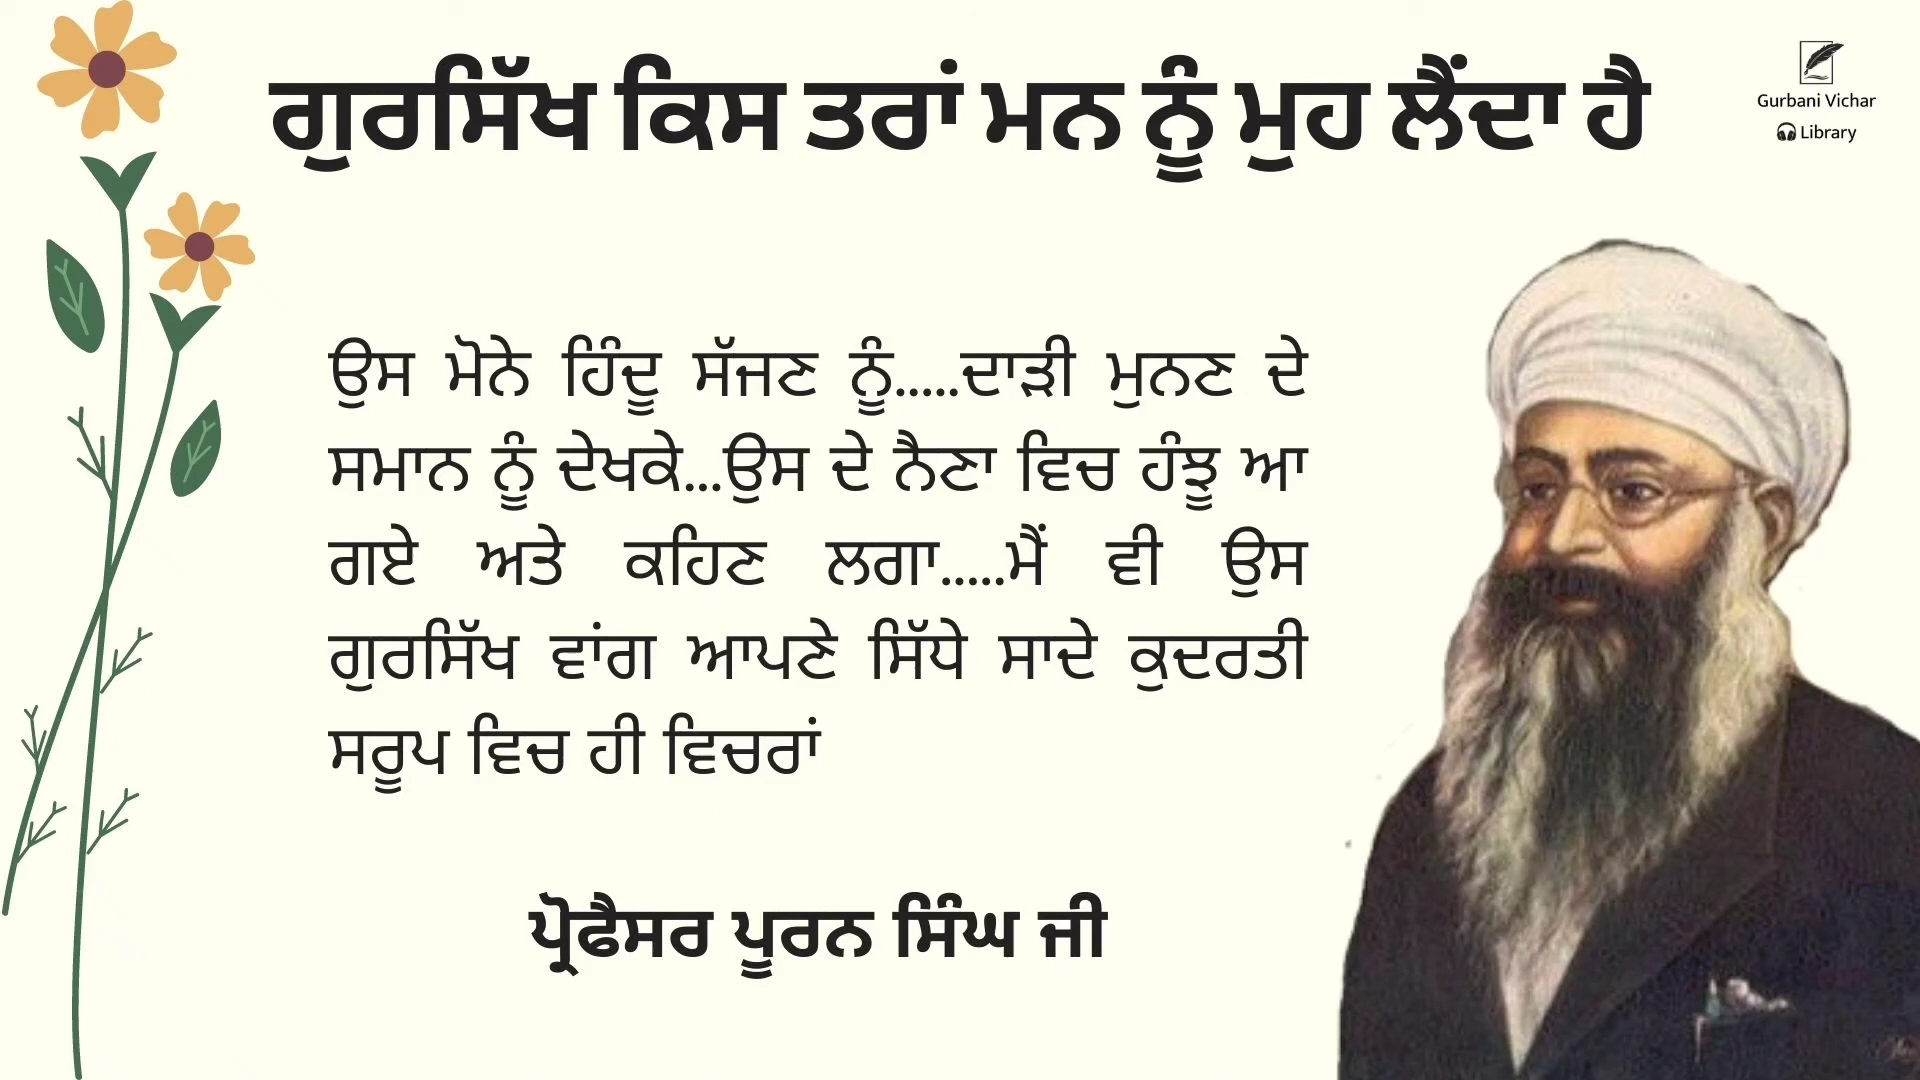 ਗੁਰਸਿੱਖ ਕਿਸ ਤਰਾਂ ਮਨ ਨੂੰ ਮੁਹ ਲੈਂਦਾ ਹੈ
Gurbani Vichar
Library
ਉਸ ਮੋਨੇ ਹਿੰਦੂ ਸੱਜਣ ਨੂੰ.....ਦਾੜੀ ਮੁਨਣ ਦੇ
ਸਮਾਨ ਨੂੰ ਦੇਖਕੇ...ਉਸ ਦੇ ਨੈਣਾ ਵਿਚ ਹੰਝੂ ਆ
ਗਏ ਅਤੇ ਕਹਿਣ ਲਗਾ.....ਮੈਂ ਵੀ ਉਸ
ਗੁਰਸਿੱਖ ਵਾਂਗ ਆਪਣੇ ਸਿੱਧੇ ਸਾਦੇ ਕੁਦਰਤੀ
ਸਰੂਪ ਵਿਚ ਹੀ ਵਿਚਰਾਂ
ਪ੍ਰੋਫੈਸਰ ਪੂਰਨ ਸਿੰਘ ਜੀ